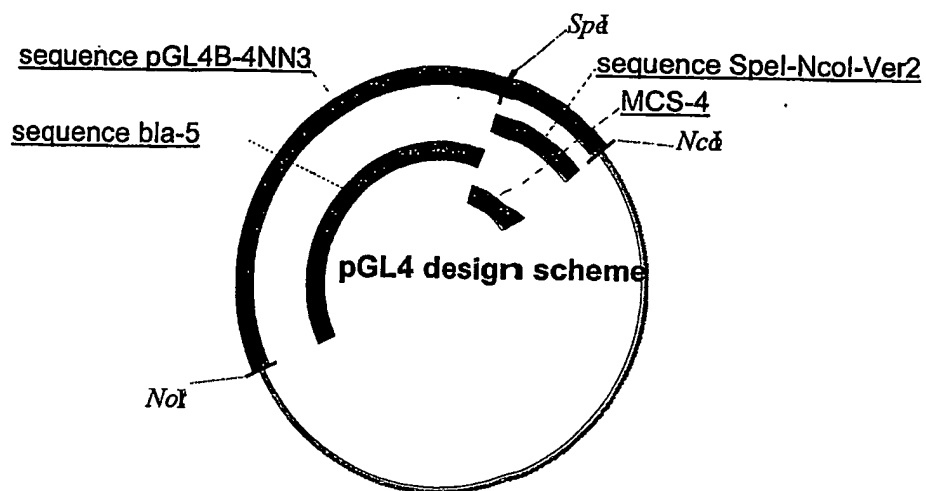 SpeI
sequence pGL4B-4NN3
sequence SpeI-NcoI-Ver2
MCS-4
sequence bla-5
NcoI
pGL4 design scheme
NotI